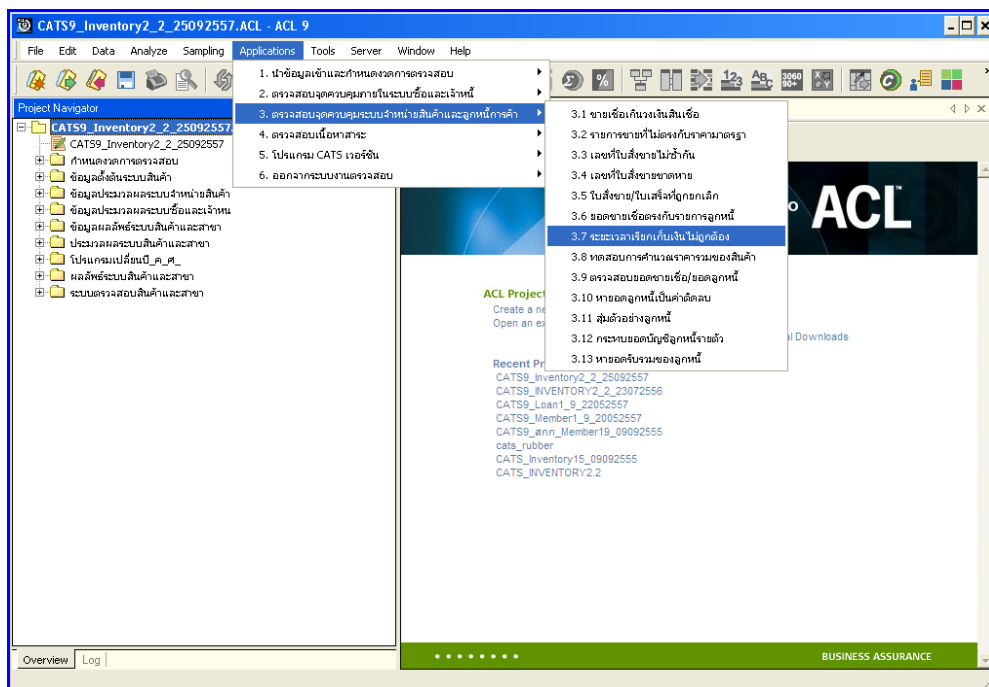 CATS9_Inventory2_2_25092557.ACL - ACL 9
File Edit Data Analyze Sampling Applications Tools Server Window Help
Project Navigator
CATS9_Inventory2_2_25092557.
CATS9_Inventory2_2_25092557
กำหนดงวดการตรวจสอบ
ข้อมูลตั้งต้นระบบสินค้า
ข้อมูลประมวลผลระบบจำหน่ายสินค้า
ข้อมูลประมวลผลระบบซื้อและเจ้าหน
ข้อมูลผลลัพธ์ระบบสินค้าและสาขา
ประมวลผลระบบสินค้าและสาขา
โปรแกรมเปลี่ยนปี_ค_ศ_
ผลลัพธ์ระบบสินค้าและสาขา
ระบบตรวจสอบสินค้าและสาขา
1. นำข้อมูลเข้าและกำหนดงวดการตรวจสอบ
2. ตรวจสอบจุดควบคุมภายในระบบซื้อและเจ้าหนี้
3. ตรวจสอบจุดควบคุมระบบจำหน่ายสินค้าและลูกหนี้การค้า
4. ตรวจสอบเนื้อหาสาระ
5. โปรแกรม CATS เวอร์ชัน
6. ออกจากระบบงานตรวจสอบ
3.1 ขายเชื่อเกินวงเงินสินเชื่อ
3.2 รายการขายที่ไม่ตรงกับราคามาตรฐา
3.3 เลขที่ใบสั่งขายไม่ซ้ำกัน
3.4 เลขที่ใบสั่งขายขาดหาย
3.5 ใบสั่งขาย/ใบเสร็จที่ถูกยกเลิก
3.6 ยอดขายเชื่อตรงกับรายการลูกหนี้
3.7 ระยะเวลาเรียกเก็บเงินไม่ถูกต้อง
3.8 ทดสอบการคำนวณราคารวมของสินค้า
3.9 ตรวจสอบยอดขายเชื่อ/ยอดลูกหนี้
3.10 หายอดลูกหนี้เป็นค่าติดลบ
3.11 สุ่มตัวอย่างลูกหนี้
3.12 กระทบยอดบัญชีลูกหนี้รายตัว
3.13 หายอดรับรวมของลูกหนี้
o ACL
ACL Project
Create a ne
Open an ex
al Downloads
Recent Pr
CATS9_Inventory2_2_25092557
CATS9_INVENTORY2_2_23072556
CATS9_Loan1_9_22052557
CATS9_Member1_9_20052557
CATS9_สตท_Member19_09092555
cats_rubber
CATS_Inventory15_09092555
CATS_INVENTORY2.2
BUSINESS ASSURANCE
Overview Log